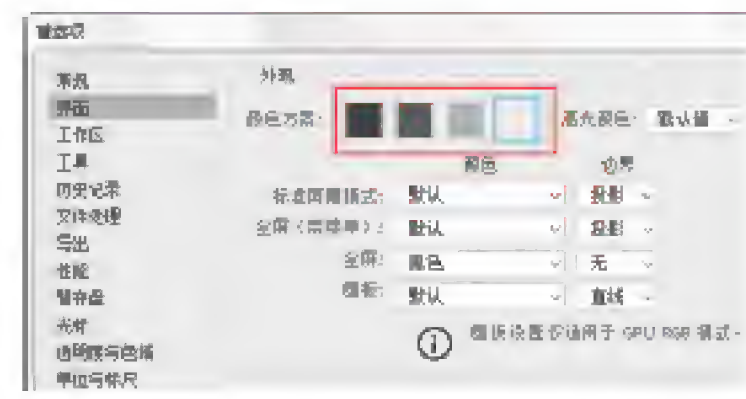 首选项
常规
界面
工作区
工具
历史记录
文件处理
导出
性能
暂存盘
光标
透明度与色域
单位与标尺
外观
颜色方案:
高光颜色: 默认值
颜色 边界
标准屏幕模式: 默认 投影
全屏（带菜单）: 默认 投影
全屏: 黑色 无
画板: 默认 直线
画板设置仅适用于 GPU RGB 模式。